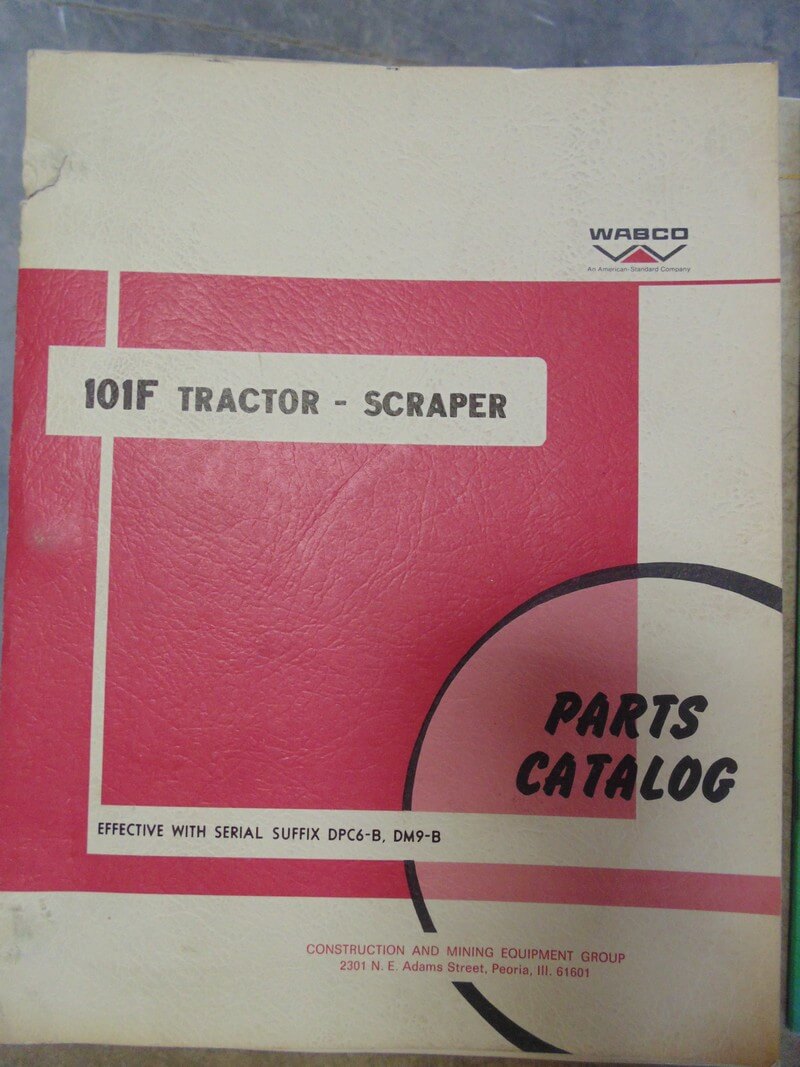 WABCO
An American-Standard Company
101F TRACTOR - SCRAPER
PARTS
CATALOG
EFFECTIVE WITH SERIAL SUFFIX DPC6-B, DM9-B
CONSTRUCTION AND MINING EQUIPMENT GROUP
2301 N. E. Adams Street, Peoria, Ill. 61601